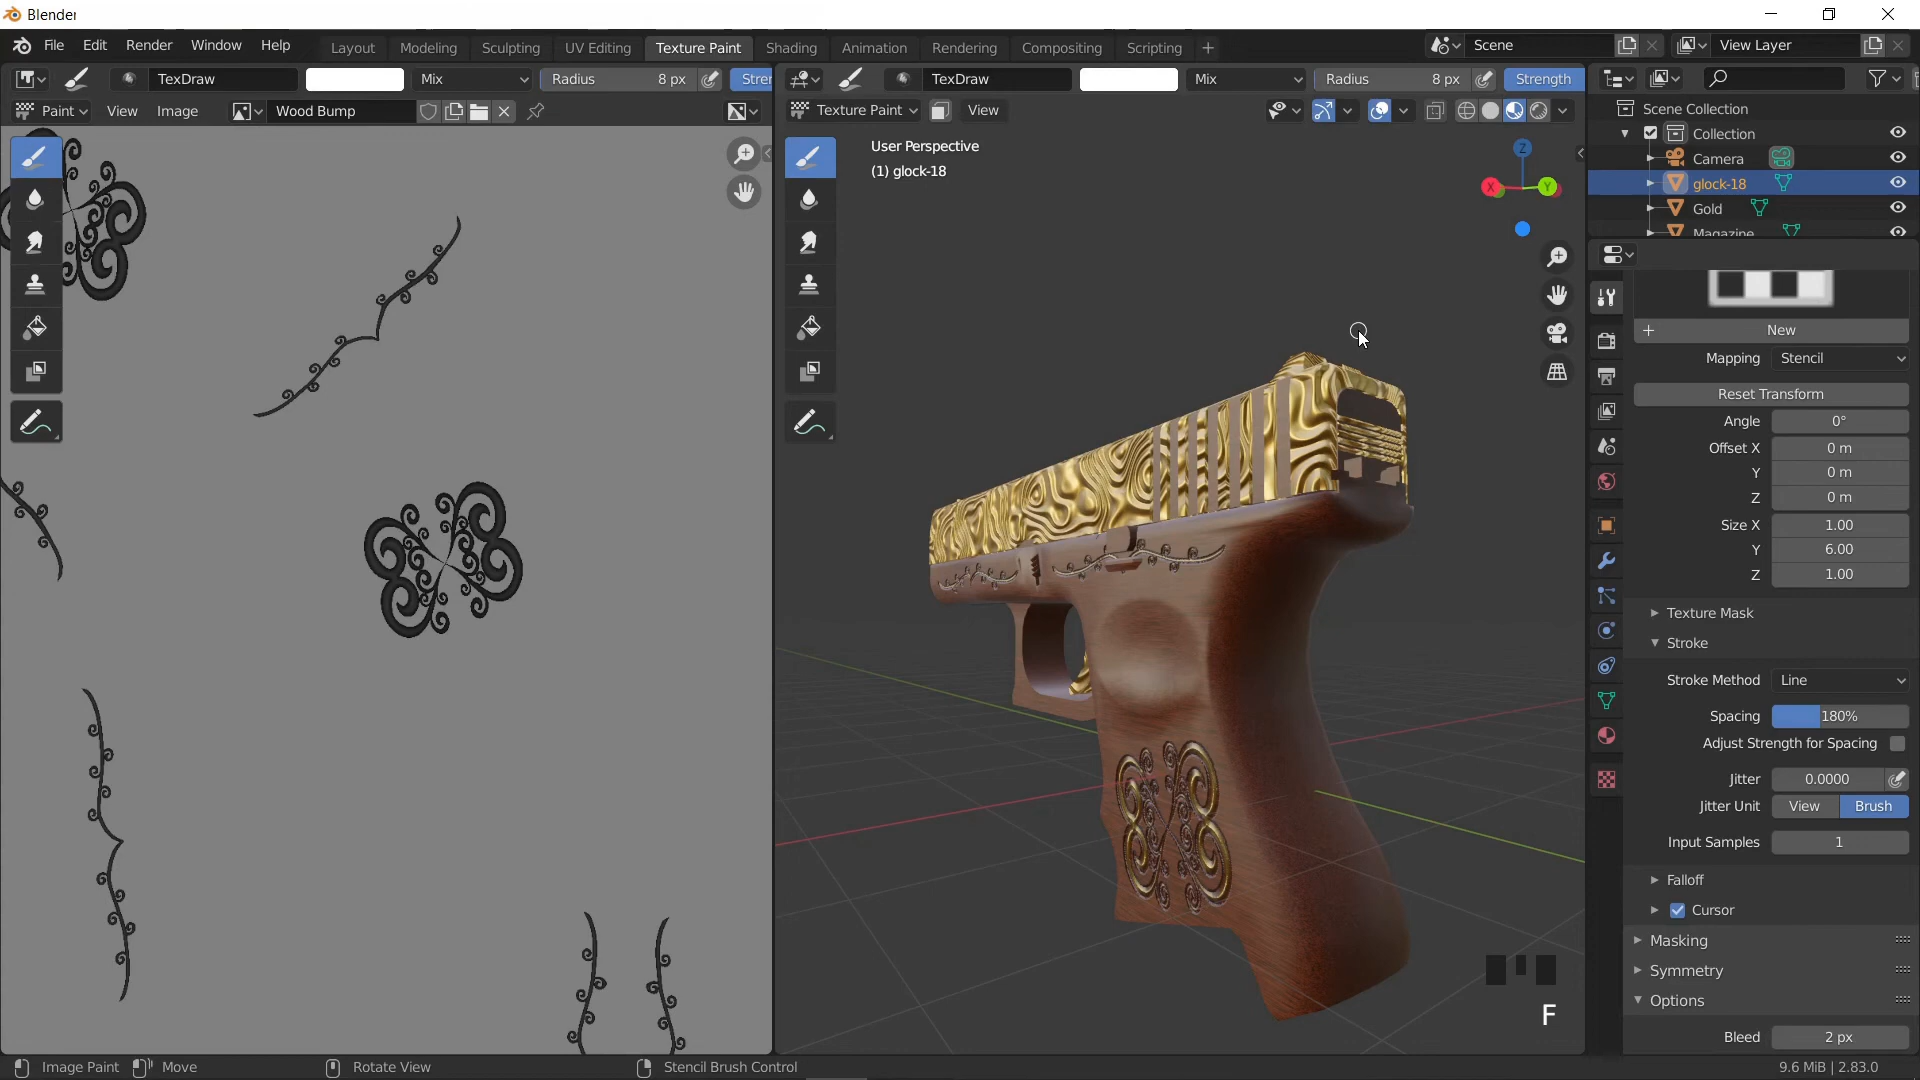 Blender
File Edit Render Window Help Layout Modeling Sculpting UV Editing Texture Paint Shading Animation Rendering Compositing Scripting + Scene View Layer
TexDraw Mix Radius 8 px Stren TexDraw Mix Radius 8 px Strength
Paint View Image Wood Bump Texture Paint View
Scene Collection
Collection
Camera
glock-18
Gold
Magazine
User Perspective
(1) glock-18
Z
X
Y
+ New
Mapping Stencil
Reset Transform
Angle 0°
Offset X 0 m
Y 0 m
Z 0 m
Size X 1.00
Y 6.00
Z 1.00
Texture Mask
Stroke
Stroke Method Line
Spacing 180%
Adjust Strength for Spacing
Jitter 0.0000
Jitter Unit View Brush
Input Samples 1
Falloff
Cursor
Masking
Symmetry
Options
Bleed 2 px
F
Image Paint Move Rotate View Stencil Brush Control 9.6 MiB | 2.83.0